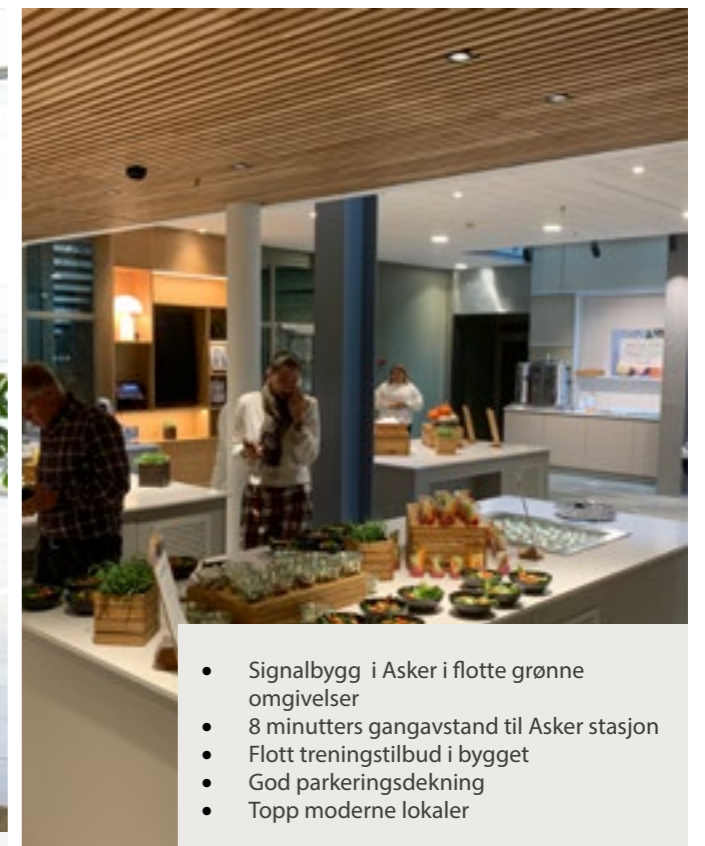 • Signalbygg  i Asker i flotte grønne
omgivelser
• 8 minutters gangavstand til Asker stasjon
• Flott treningstilbud i bygget
• God parkeringsdekning
• Topp moderne lokaler